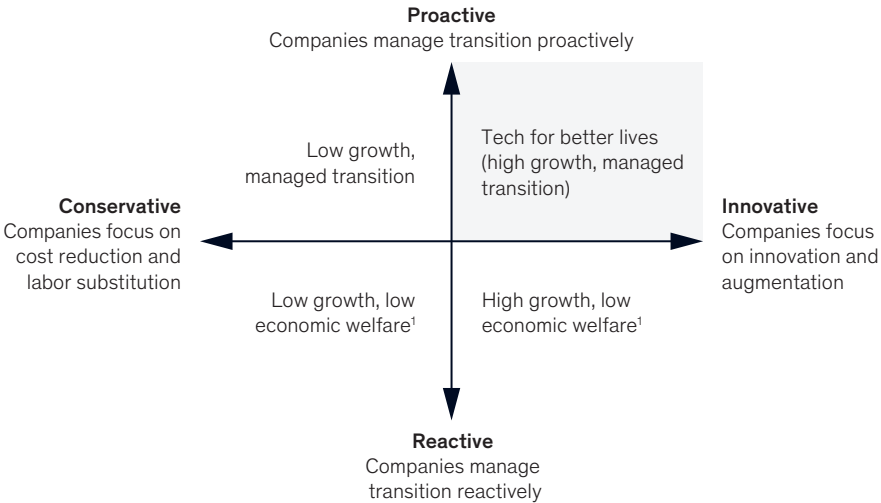 Proactive
Companies manage transition proactively
Low growth,
managed transition
Tech for better lives
(high growth, managed
transition)
Conservative
Companies focus on
cost reduction and
labor substitution
Innovative
Companies focus
on innovation and
augmentation
Low growth, low
economic welfare¹
High growth, low
economic welfare¹
Reactive
Companies manage
transition reactively